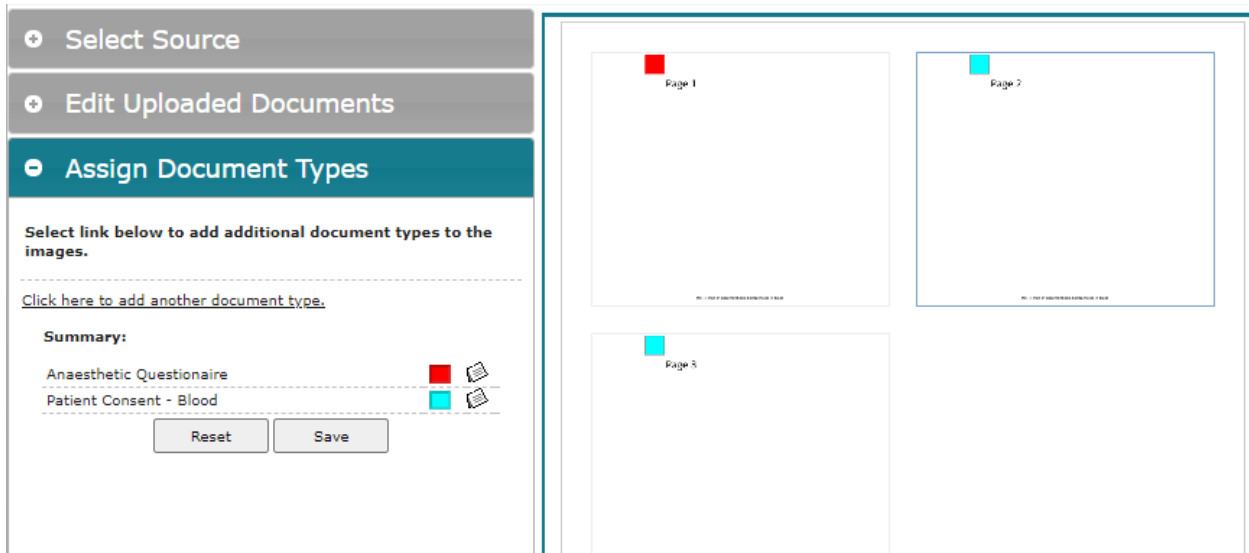 Select Source
Edit Uploaded Documents
Assign Document Types
Select link below to add additional document types to the
images.
Click here to add another document type.
Summary:
Anaesthetic Questionaire
Patient Consent - Blood
Reset
Save
Page 1
Page 2
Page 3